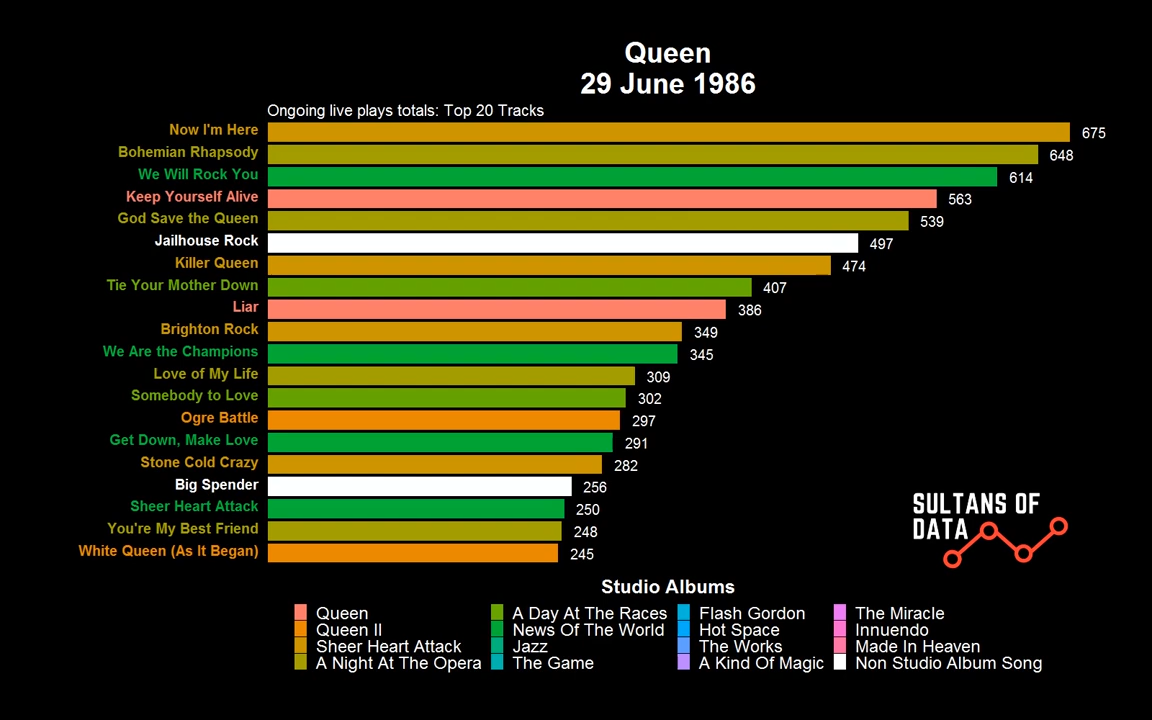 Queen
29 June 1986
Ongoing live plays totals: Top 20 Tracks
Now I'm Here 675
Bohemian Rhapsody 648
We Will Rock You 614
Keep Yourself Alive 563
God Save the Queen 539
Jailhouse Rock 497
Killer Queen 474
Tie Your Mother Down 407
Liar 386
Brighton Rock 349
We Are the Champions 345
Love of My Life 309
Somebody to Love 302
Ogre Battle 297
Get Down, Make Love 291
Stone Cold Crazy 282
Big Spender 256
Sheer Heart Attack 250
You're My Best Friend 248
White Queen (As It Began) 245
SULTANS OF
DATA
Studio Albums
Queen A Day At The Races Flash Gordon The Miracle
Queen II News Of The World Hot Space Innuendo
Sheer Heart Attack Jazz The Works Made In Heaven
A Night At The Opera The Game A Kind Of Magic Non Studio Album Song